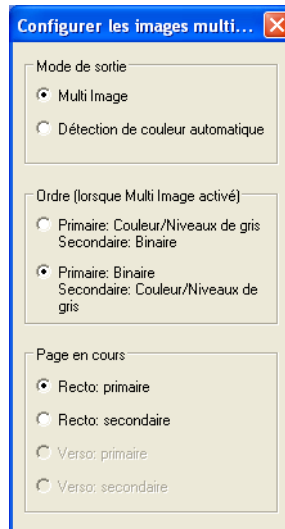 Configurer les images multi...
Mode de sortie
Multi Image
Détection de couleur automatique
Ordre (lorsque Multi Image activé)
Primaire: Couleur/Niveaux de gris
Secondaire: Binaire
Primaire: Binaire
Secondaire: Couleur/Niveaux de
gris
Page en cours
Recto: primaire
Recto: secondaire
Verso: primaire
Verso: secondaire